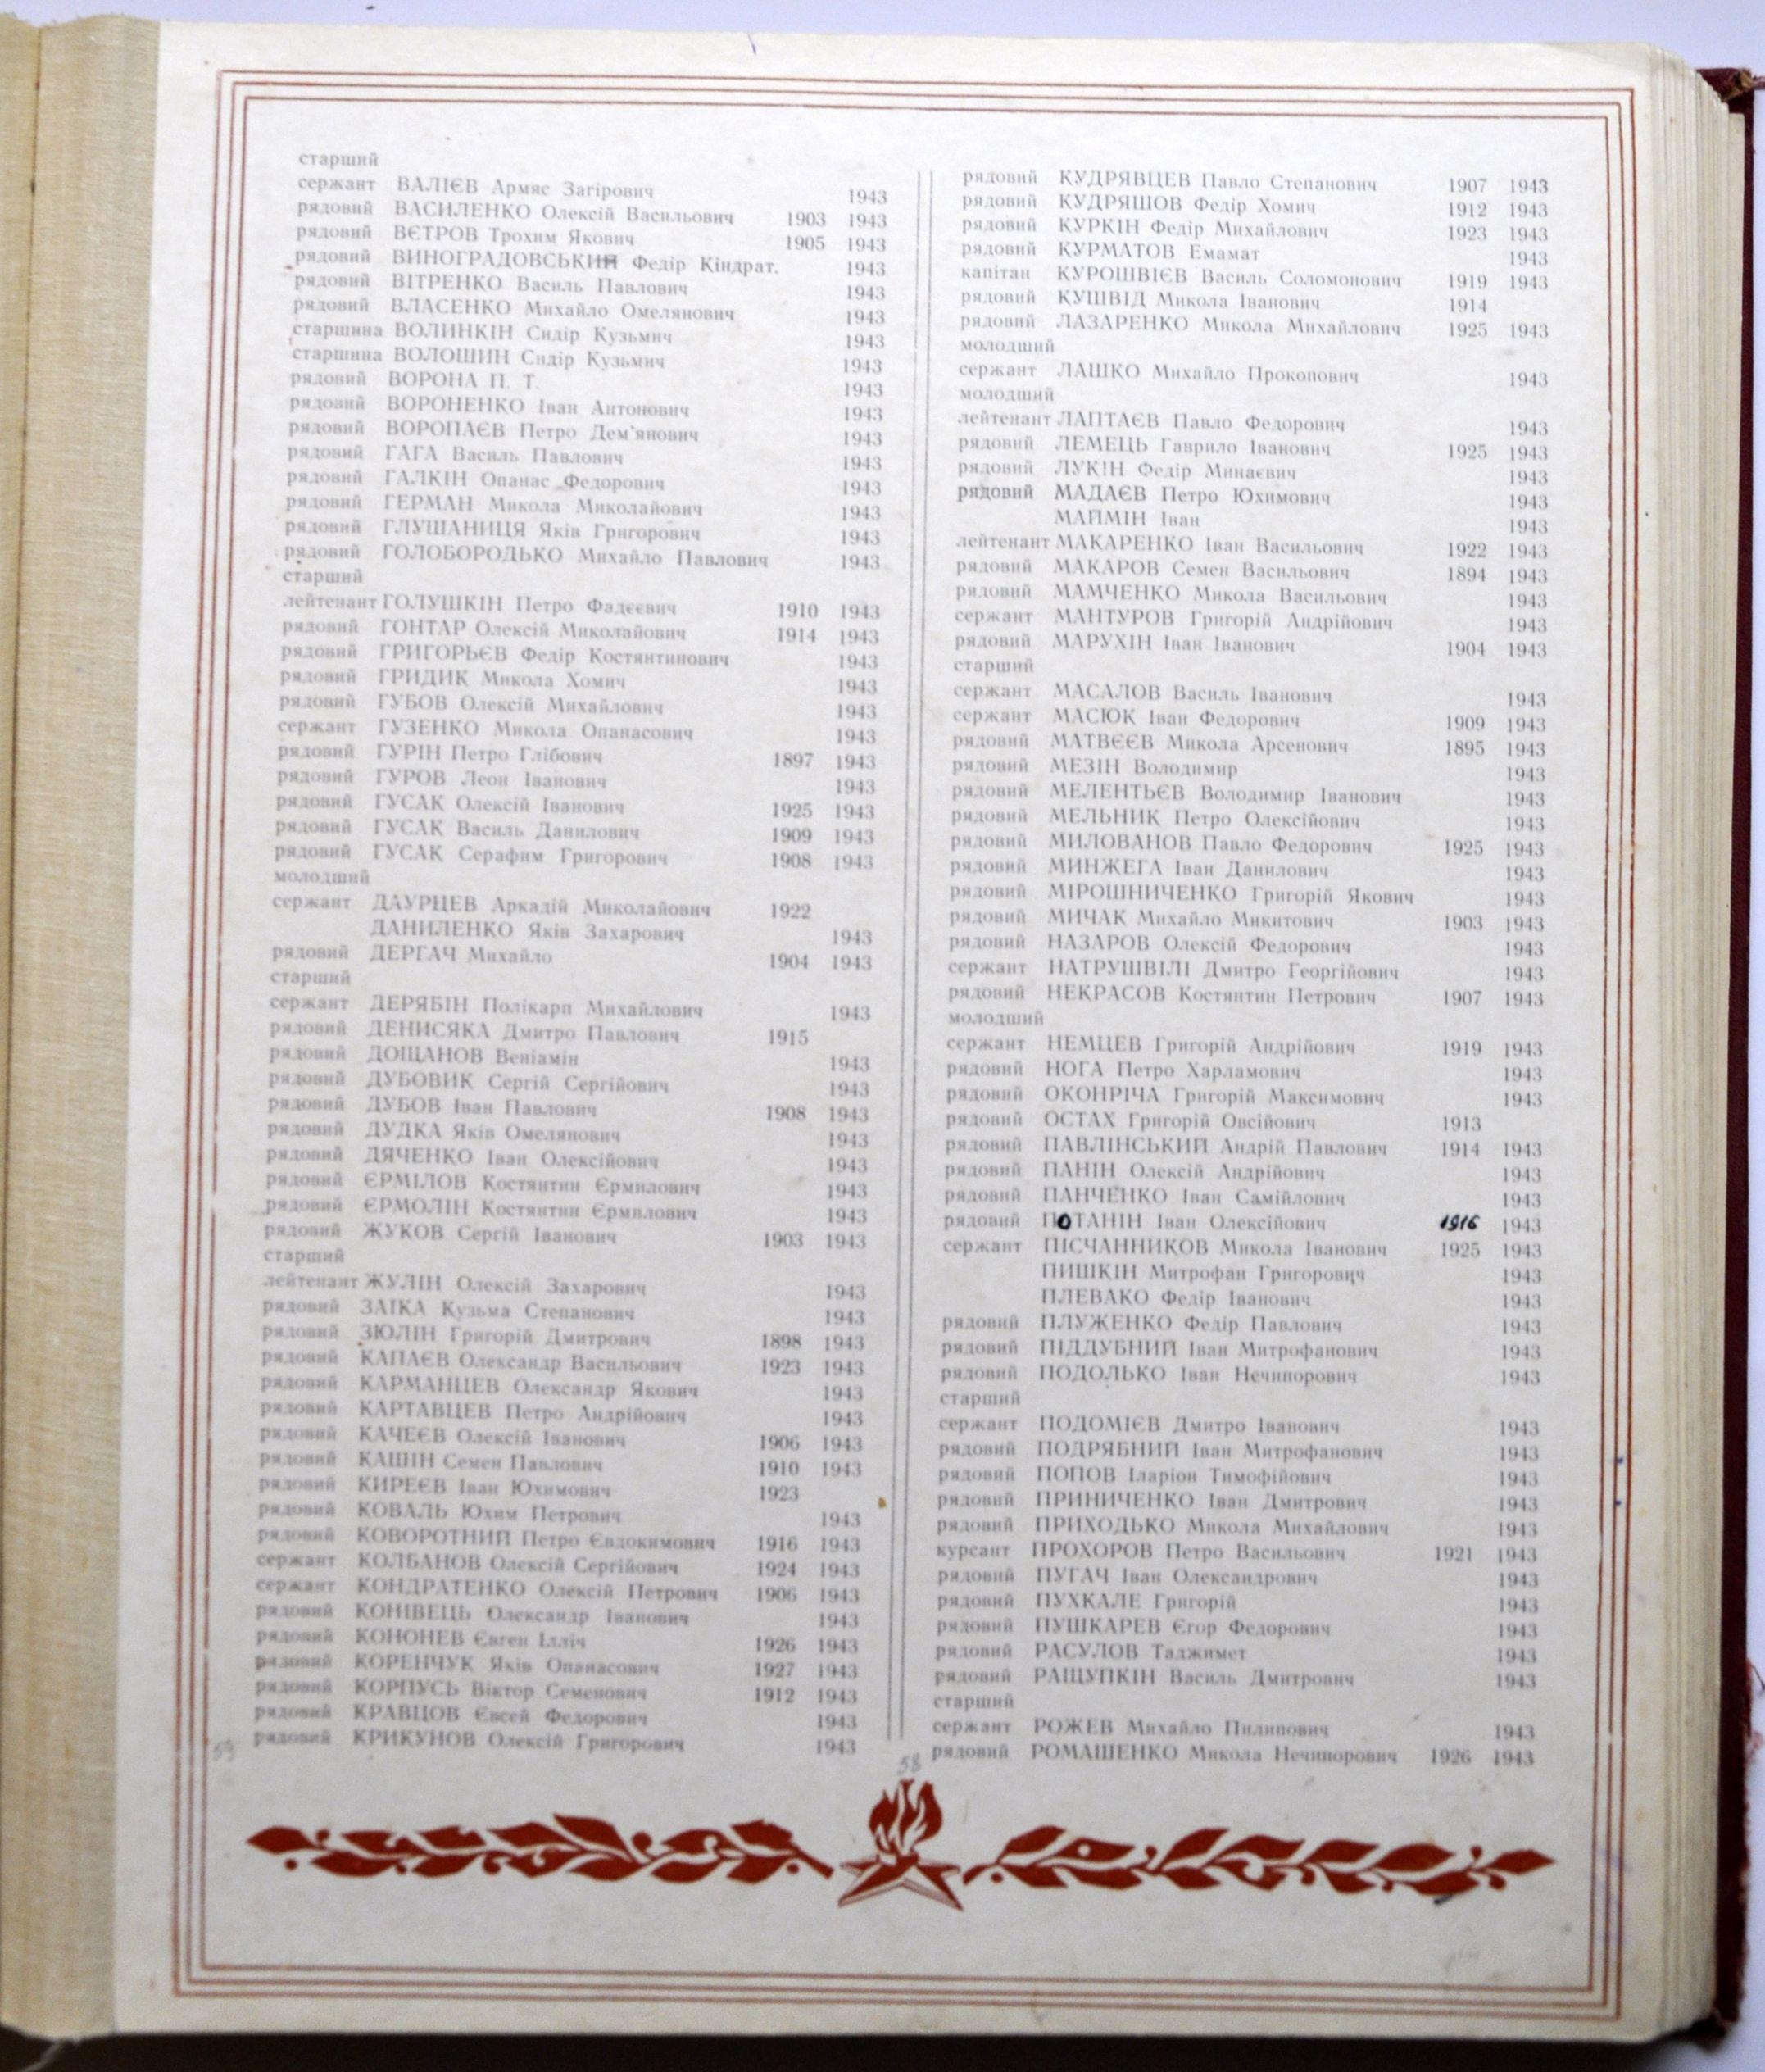 старший
сержант ВАЛІЄВ Армяс Загірович 1943
рядовий ВАСИЛЕНКО Олексій Васильович 1903 1943
рядовий ВЄТРОВ Трохим Якович 1905 1943
рядовий ВИНОГРАДОВСЬКИЙ Федір Кіндрат. 1943
рядовий ВІТРЕНКО Василь Павлович 1943
рядовий ВЛАСЕНКО Михайло Омелянович 1943
старшина ВОЛИНКІН Сидір Кузьмич 1943
старшина ВОЛОШИН Сидір Кузьмич 1943
рядовий ВОРОНА П. Т. 1943
рядовий ВОРОНЕНКО Іван Антонович 1943
рядовий ВОРОПАЄВ Петро Дем'янович 1943
рядовий ГАГА Василь Павлович 1943
рядовий ГАЛКІН Опанас Федорович 1943
рядовий ГЕРМАН Микола Миколайович 1943
рядовий ГЛУШАНИЦЯ Яків Григорович 1943
рядовий ГОЛОБОРОДЬКО Михайло Павлович 1943
старший
лейтенант ГОЛУШКІН Петро Фадєєвич 1910 1943
рядовий ГОНТАР Олексій Миколайович 1914 1943
рядовий ГРИГОРЬЄВ Федір Костянтинович 1943
рядовий ГРИДИК Микола Хомич 1943
рядовий ГУБОВ Олексій Михайлович 1943
сержант ГУЗЕНКО Микола Опанасович 1943
рядовий ГУРІН Петро Глібович 1897 1943
рядовий ГУРОВ Леон Іванович 1943
рядовий ГУСАК Олексій Іванович 1925 1943
рядовий ГУСАК Василь Данилович 1909 1943
рядовий ГУСАК Серафим Григорович 1908 1943
молодший
сержант ДАУРЦЕВ Аркадій Миколайович 1922
ДАНИЛЕНКО Яків Захарович 1943
рядовий ДЕРГАЧ Михайло 1904 1943
старший
сержант ДЕРЯБІН Полікарп Михайлович 1943
рядовий ДЕНИСЯКА Дмитро Павлович 1915
рядовий ДОЩАНОВ Веніамін 1943
рядовий ДУБОВИК Сергій Сергійович 1943
рядовий ДУБОВ Іван Павлович 1908 1943
рядовий ДУДКА Яків Омелянович 1943
рядовий ДЯЧЕНКО Іван Олексійович 1943
рядовий ЄРМІЛОВ Костянтин Єрмилович 1943
рядовий ЄРМОЛІН Костянтин Єрмилович 1943
рядовий ЖУКОВ Сергій Іванович 1903 1943
старший
лейтенант ЖУЛІН Олексій Захарович 1943
рядовий ЗАІКА Кузьма Степанович 1943
рядовий ЗЮЛІН Григорій Дмитрович 1898 1943
рядовий КАПАЄВ Олександр Васильович 1923 1943
рядовий КАРМАНЦЕВ Олександр Якович 1943
рядовий КАРТАВЦЕВ Петро Андрійович 1943
рядовий КАЧЕЄВ Олексій Іванович 1906 1943
рядовий КАШІН Семен Павлович 1910 1943
рядовий КИРЕЄВ Іван Юхимович 1923
рядовий КОВАЛЬ Юхим Петрович 1943
рядовий КОВОРОТНИЙ Петро Євдокимович 1916 1943
сержант КОЛБАНОВ Олексій Сергійович 1924 1943
сержант КОНДРАТЕНКО Олексій Петрович 1906 1943
рядовий КОНІВЕЦЬ Олександр Іванович 1943
рядовий КОНОНЕВ Євген Ілліч 1926 1943
рядовий КОРЕНЧУК Яків Опанасович 1927 1943
рядовий КОРПУСЬ Віктор Семенович 1912 1943
рядовий КРАВЦОВ Євсей Федорович 1943
рядовий КРИКУНОВ Олексій Григорович 1943
рядовий КУДРЯВЦЕВ Павло Степанович 1907 1943
рядовий КУДРЯШОВ Федір Хомич 1912 1943
рядовий КУРКІН Федір Михайлович 1923 1943
рядовий КУРМАТОВ Емамат 1943
капітан КУРОШВІЄВ Василь Соломонович 1919 1943
рядовий КУШВІД Микола Іванович 1914
рядовий ЛАЗАРЕНКО Микола Михайлович 1925 1943
молодший
сержант ЛАШКО Михайло Прокопович 1943
молодший
лейтенант ЛАПТАЄВ Павло Федорович 1943
рядовий ЛЕМЕЦЬ Гаврило Іванович 1925 1943
рядовий ЛУКІН Федір Минаєвич 1943
рядовий МАДАЄВ Петро Юхимович 1943
МАЙМІН Іван 1943
лейтенант МАКАРЕНКО Іван Васильович 1922 1943
рядовий МАКАРОВ Семен Васильович 1894 1943
рядовий МАМЧЕНКО Микола Васильович 1943
сержант МАНТУРОВ Григорій Андрійович 1943
рядовий МАРУХІН Іван Іванович 1904 1943
старший
сержант МАСАЛОВ Василь Іванович 1943
сержант МАСЮК Іван Федорович 1909 1943
рядовий МАТВЄЄВ Микола Арсенович 1895 1943
рядовий МЕЗІН Володимир 1943
рядовий МЕЛЕНТЬЄВ Володимир Іванович 1943
рядовий МЕЛЬНИК Петро Олексійович 1943
рядовий МИЛОВАНОВ Павло Федорович 1925 1943
рядовий МИНЖЕГА Іван Данилович 1943
рядовий МІРОШНИЧЕНКО Григорій Якович 1943
рядовий МИЧАК Михайло Микитович 1903 1943
рядовий НАЗАРОВ Олексій Федорович 1943
сержант НАТРУШВІЛІ Дмитро Георгійович 1943
рядовий НЕКРАСОВ Костянтин Петрович 1907 1943
молодший
сержант НЕМЦЕВ Григорій Андрійович 1919 1943
рядовий НОГА Петро Харламович 1943
рядовий ОКОНРІЧА Григорій Максимович 1943
рядовий ОСТАХ Григорій Овсійович 1913
рядовий ПАВЛІНСЬКИЙ Андрій Павлович 1914 1943
рядовий ПАНІН Олексій Андрійович 1943
рядовий ПАНЧЕНКО Іван Самійлович 1943
рядовий ПОТАНІН Іван Олексійович 1916 1943
сержант ПІСЧАННИКОВ Микола Іванович 1925 1943
ПИШКІН Митрофан Григорович 1943
ПЛЕВАКО Федір Іванович 1943
рядовий ПЛУЖЕНКО Федір Павлович 1943
рядовий ПІДДУБНИЙ Іван Митрофанович 1943
рядовий ПОДОЛЬКО Іван Нечипорович 1943
старший
сержант ПОДОМІЄВ Дмитро Іванович 1943
рядовий ПОДРЯБНИЙ Іван Митрофанович 1943
рядовий ПОПОВ Іларіон Тимофійович 1943
рядовий ПРИНИЧЕНКО Іван Дмитрович 1943
рядовий ПРИХОДЬКО Микола Михайлович 1943
курсант ПРОХОРОВ Петро Васильович 1921 1943
рядовий ПУГАЧ Іван Олександрович 1943
рядовий ПУХКАЛЕ Григорій 1943
рядовий ПУШКАРЕВ Єгор Федорович 1943
рядовий РАСУЛОВ Таджимет 1943
рядовий РАЩУПКІН Василь Дмитрович 1943
старший
сержант РОЖЕВ Михайло Пилипович 1943
рядовий РОМАШЕНКО Микола Нечипорович 1926 1943
58